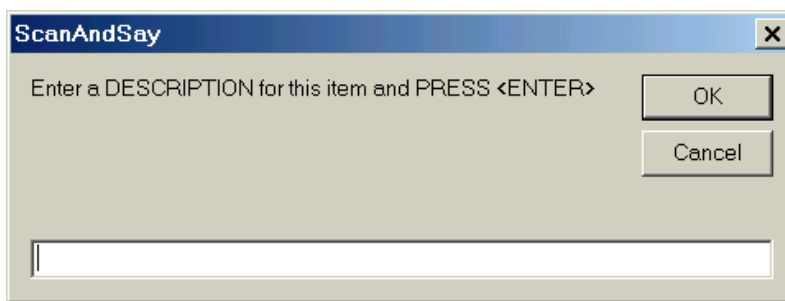 ScanAndSay
Enter a DESCRIPTION for this item and PRESS <ENTER>
OK
Cancel